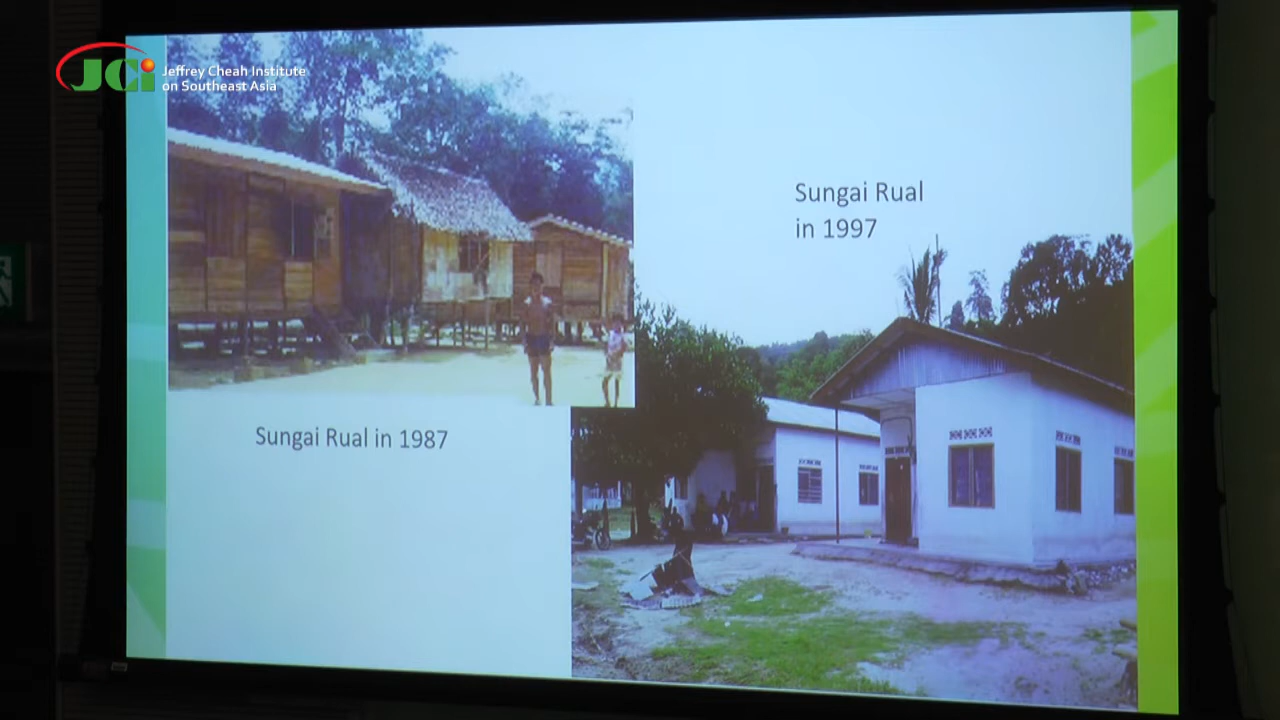 JCi
Jeffrey Cheah Institute
on Southeast Asia
Sungai Rual
in 1997
Sungai Rual in 1987